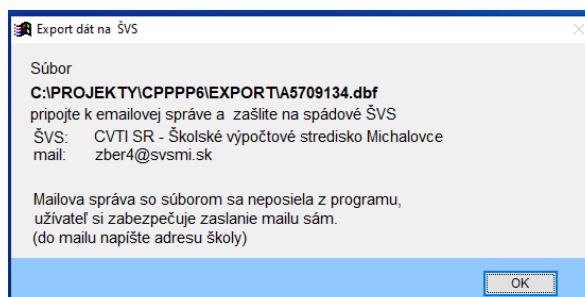 Export dát na ŠVS
Súbor
C:\PROJEKTY\CPPPP6\EXPORT\A5709134.dbf
pripojte k emailovej správe a zašlite na spádové ŠVS
ŠVS: CVTI SR - Školské výpočtové stredisko Michalovce
mail: zber4@svsmi.sk
Mailova správa so súborom sa neposiela z programu,
užívateľ si zabezpečuje zaslanie mailu sám.
(do mailu napíšte adresu školy)
OK